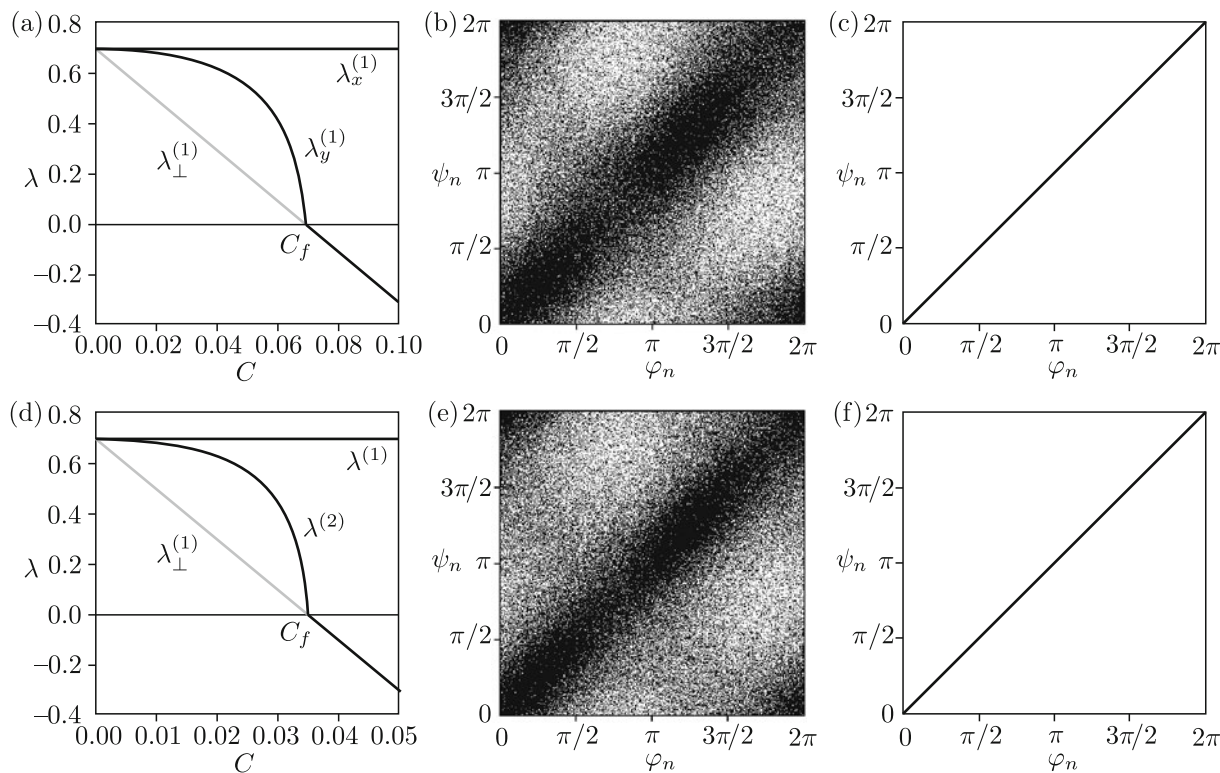 (a)
0.8
0.6
0.4
0.2
0.0
−0.2
−0.4
λ
λ_x^{(1)}
λ_y^{(1)}
λ_⊥^{(1)}
C_f
0.00 0.02 0.04 0.06 0.08 0.10
C
(b)
2π
3π/2
ψ_n π
π/2
0
0 π/2 π 3π/2 2π
φ_n
(c)
2π
3π/2
ψ_n π
π/2
0
0 π/2 π 3π/2 2π
φ_n
(d)
0.8
0.6
0.4
0.2
0.0
−0.2
−0.4
λ
λ^{(1)}
λ^{(2)}
λ_⊥^{(1)}
C_f
0.00 0.01 0.02 0.03 0.04 0.05
C
(e)
2π
3π/2
ψ_n π
π/2
0
0 π/2 π 3π/2 2π
φ_n
(f)
2π
3π/2
ψ_n π
π/2
0
0 π/2 π 3π/2 2π
φ_n